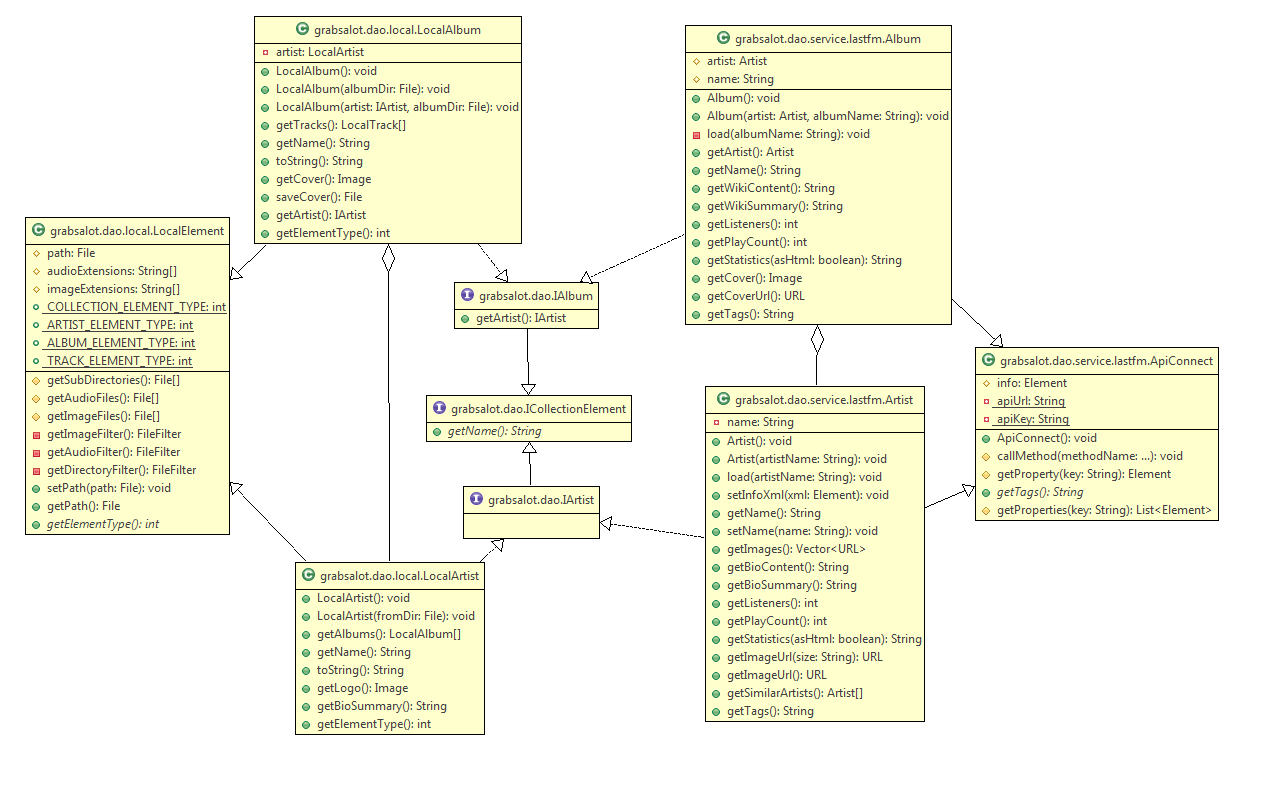 grabsalot.dao.local.LocalAlbum
artist: LocalArtist
LocalAlbum(): void
LocalAlbum(albumDir: File): void
LocalAlbum(artist: IArtist, albumDir: File): void
getTracks(): LocalTrack[]
getName(): String
toString(): String
getCover(): Image
saveCover(): File
getArtist(): IArtist
getElementType(): int
grabsalot.dao.service.lastfm.Album
artist: Artist
name: String
Album(): void
Album(artist: Artist, albumName: String): void
load(albumName: String): void
getArtist(): Artist
getName(): String
getWikiContent(): String
getWikiSummary(): String
getListeners(): int
getPlayCount(): int
getStatistics(asHtml: boolean): String
getCover(): Image
getCoverUrl(): URL
getTags(): String
grabsalot.dao.local.LocalElement
path: File
audioExtensions: String[]
imageExtensions: String[]
COLLECTION_ELEMENT_TYPE: int
ARTIST_ELEMENT_TYPE: int
ALBUM_ELEMENT_TYPE: int
TRACK_ELEMENT_TYPE: int
getSubDirectories(): File[]
getAudioFiles(): File[]
getImageFiles(): File[]
getImageFilter(): FileFilter
getAudioFilter(): FileFilter
getDirectoryFilter(): FileFilter
setPath(path: File): void
getPath(): File
getElementType(): int
grabsalot.dao.IAlbum
getArtist(): IArtist
grabsalot.dao.ICollectionElement
getName(): String
grabsalot.dao.IArtist
grabsalot.dao.service.lastfm.ApiConnect
info: Element
apiUrl: String
apiKey: String
ApiConnect(): void
callMethod(methodName: ...): void
getProperty(key: String): Element
getTags(): String
getProperties(key: String): List<Element>
grabsalot.dao.service.lastfm.Artist
name: String
Artist(): void
Artist(artistName: String): void
load(artistName: String): void
setInfoXml(xml: Element): void
getName(): String
setName(name: String): void
getImages(): Vector<URL>
getBioContent(): String
getBioSummary(): String
getListeners(): int
getPlayCount(): int
getStatistics(asHtml: boolean): String
getImageUrl(size: String): URL
getImageUrl(): URL
getSimilarArtists(): Artist[]
getTags(): String
grabsalot.dao.local.LocalArtist
LocalArtist(): void
LocalArtist(fromDir: File): void
getAlbums(): LocalAlbum[]
getName(): String
toString(): String
getLogo(): Image
getBioSummary(): String
getElementType(): int